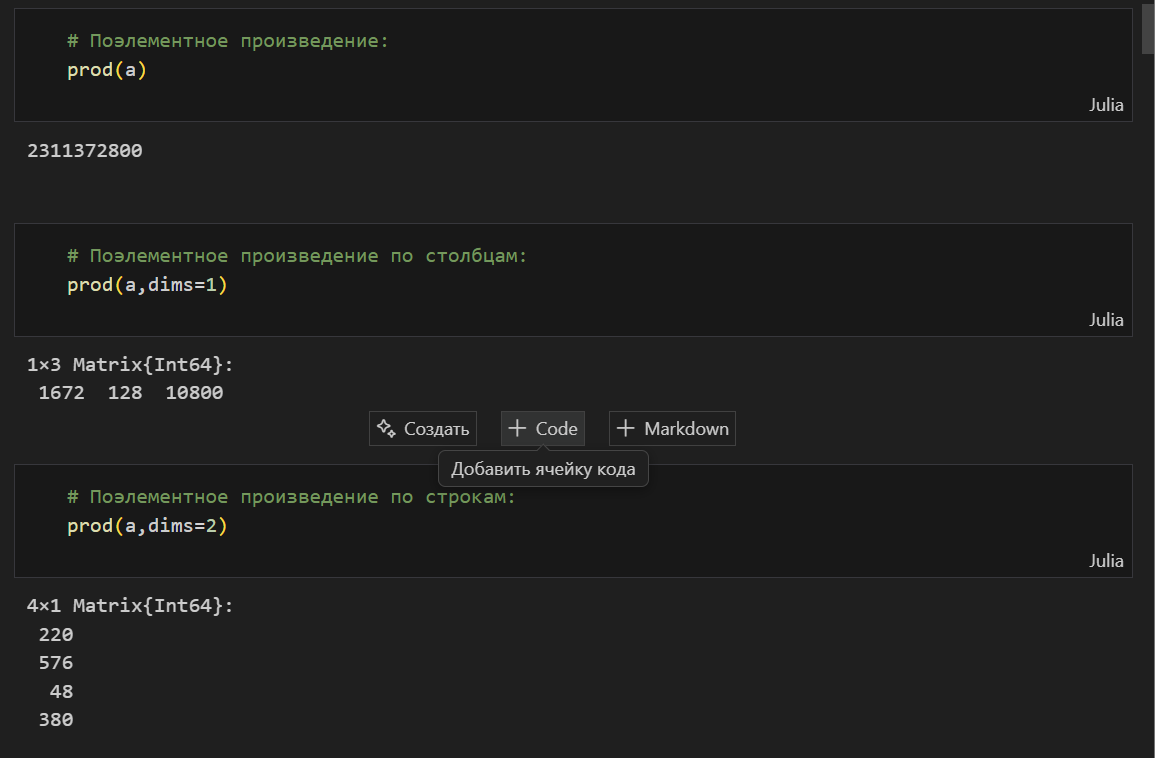 # Поэлементное произведение:
prod(a)
Julia
2311372800
# Поэлементное произведение по столбцам:
prod(a,dims=1)
Julia
1×3 Matrix{Int64}:
1672 128 10800
Создать + Code + Markdown
Добавить ячейку кода
# Поэлементное произведение по строкам:
prod(a,dims=2)
Julia
4×1 Matrix{Int64}:
220
576
48
380